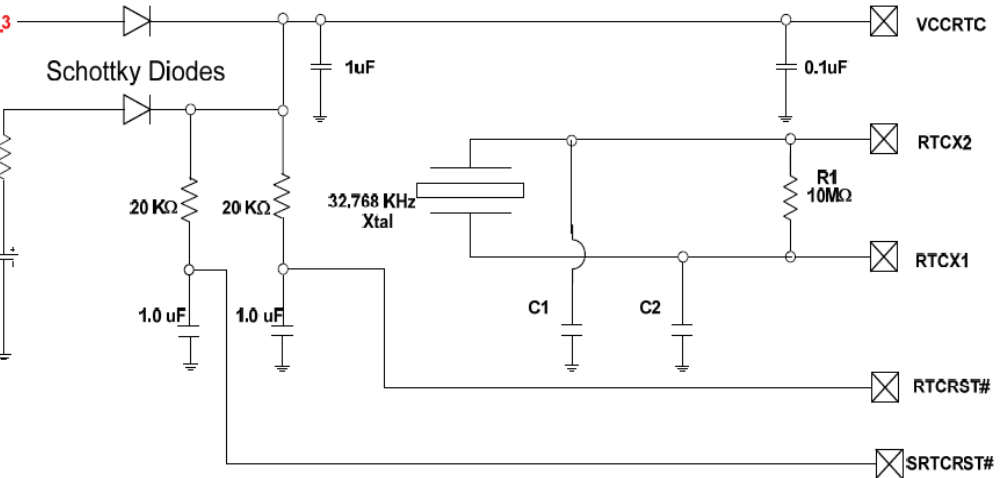 _3
VCCRTC
Schottky Diodes
1uF
0.1uF
RTCX2
R1
10MΩ
32.768 KHz
Xtal
20 KΩ
20 KΩ
RTCX1
C1
C2
1.0 uF
1.0 uF
RTCRST#
SRTCRST#